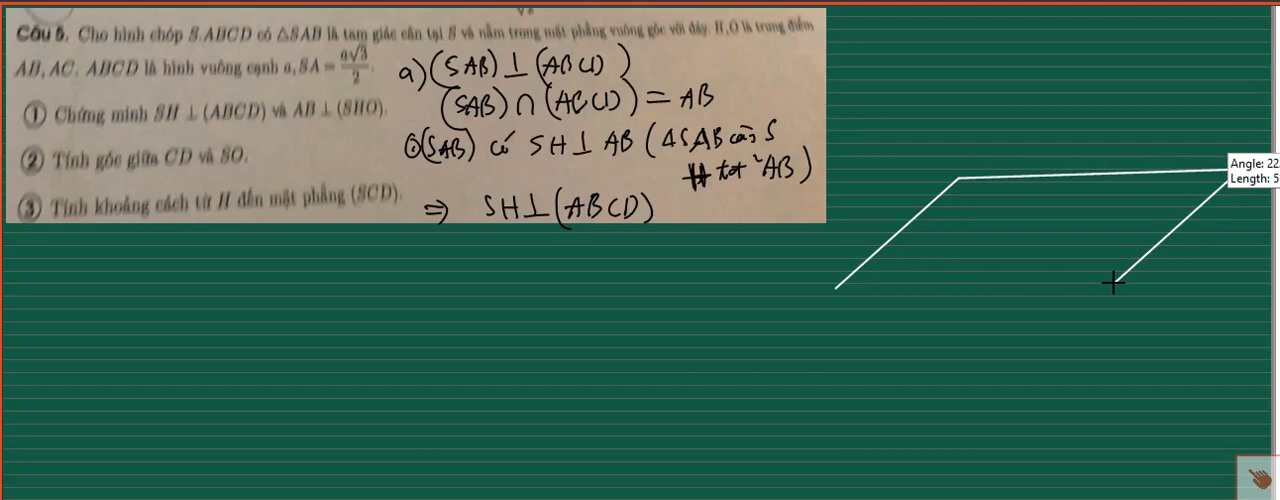 Câu 5. Cho hình chóp S.ABCD có △SAB là tam giác cân tại S và nằm trong mặt phẳng vuông góc với đáy. H,O là trung điểm
AB, AC. ABCD là hình vuông cạnh a, SA = a√3/2.
① Chứng minh SH ⊥ (ABCD) và AB ⊥ (SHO).
② Tính góc giữa CD và SO.
③ Tính khoảng cách từ H đến mặt phẳng (SCD).
a) (SAB) ⊥ (ABCD)
(SAB) ∩ (ABCD) = AB
(SAB) có SH ⊥ AB (ΔSAB cân S
AB)
⇒ SH ⊥ (ABCD)
Angle: 22
Length: 5